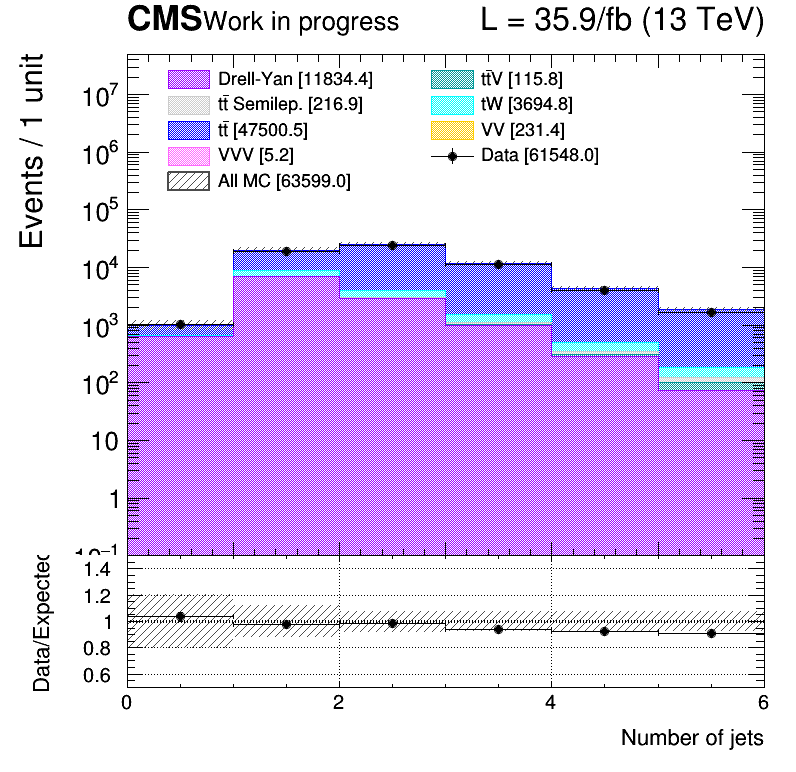 CMS Work in progress L = 35.9/fb (13 TeV)
Drell-Yan [11834.4] tt̄V [115.8]
tt̄ Semilep. [216.9] tW [3694.8]
tt̄ [47500.5] VV [231.4]
VVV [5.2] Data [61548.0]
All MC [63599.0]
Events / 1 unit
10⁷
10⁶
10⁵
10⁴
10³
10²
10
1
10⁻¹
Data/Expected
1.4
1.2
1
0.8
0.6
0 2 4 6
Number of jets